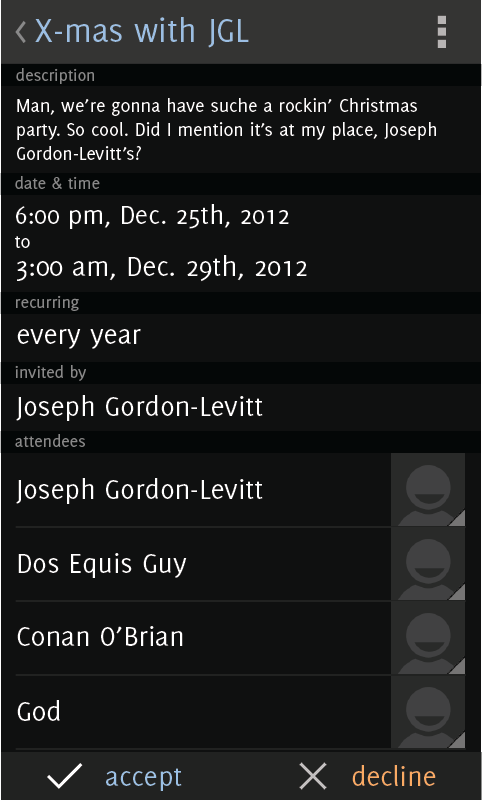 X-mas with JGL
description
Man, we’re gonna have suche a rockin’ Christmas
party. So cool. Did I mention it’s at my place, Joseph
Gordon-Levitt’s?
date & time
6:00 pm, Dec. 25th, 2012
to
3:00 am, Dec. 29th, 2012
recurring
every year
invited by
Joseph Gordon-Levitt
attendees
Joseph Gordon-Levitt
Dos Equis Guy
Conan O’Brian
God
accept decline